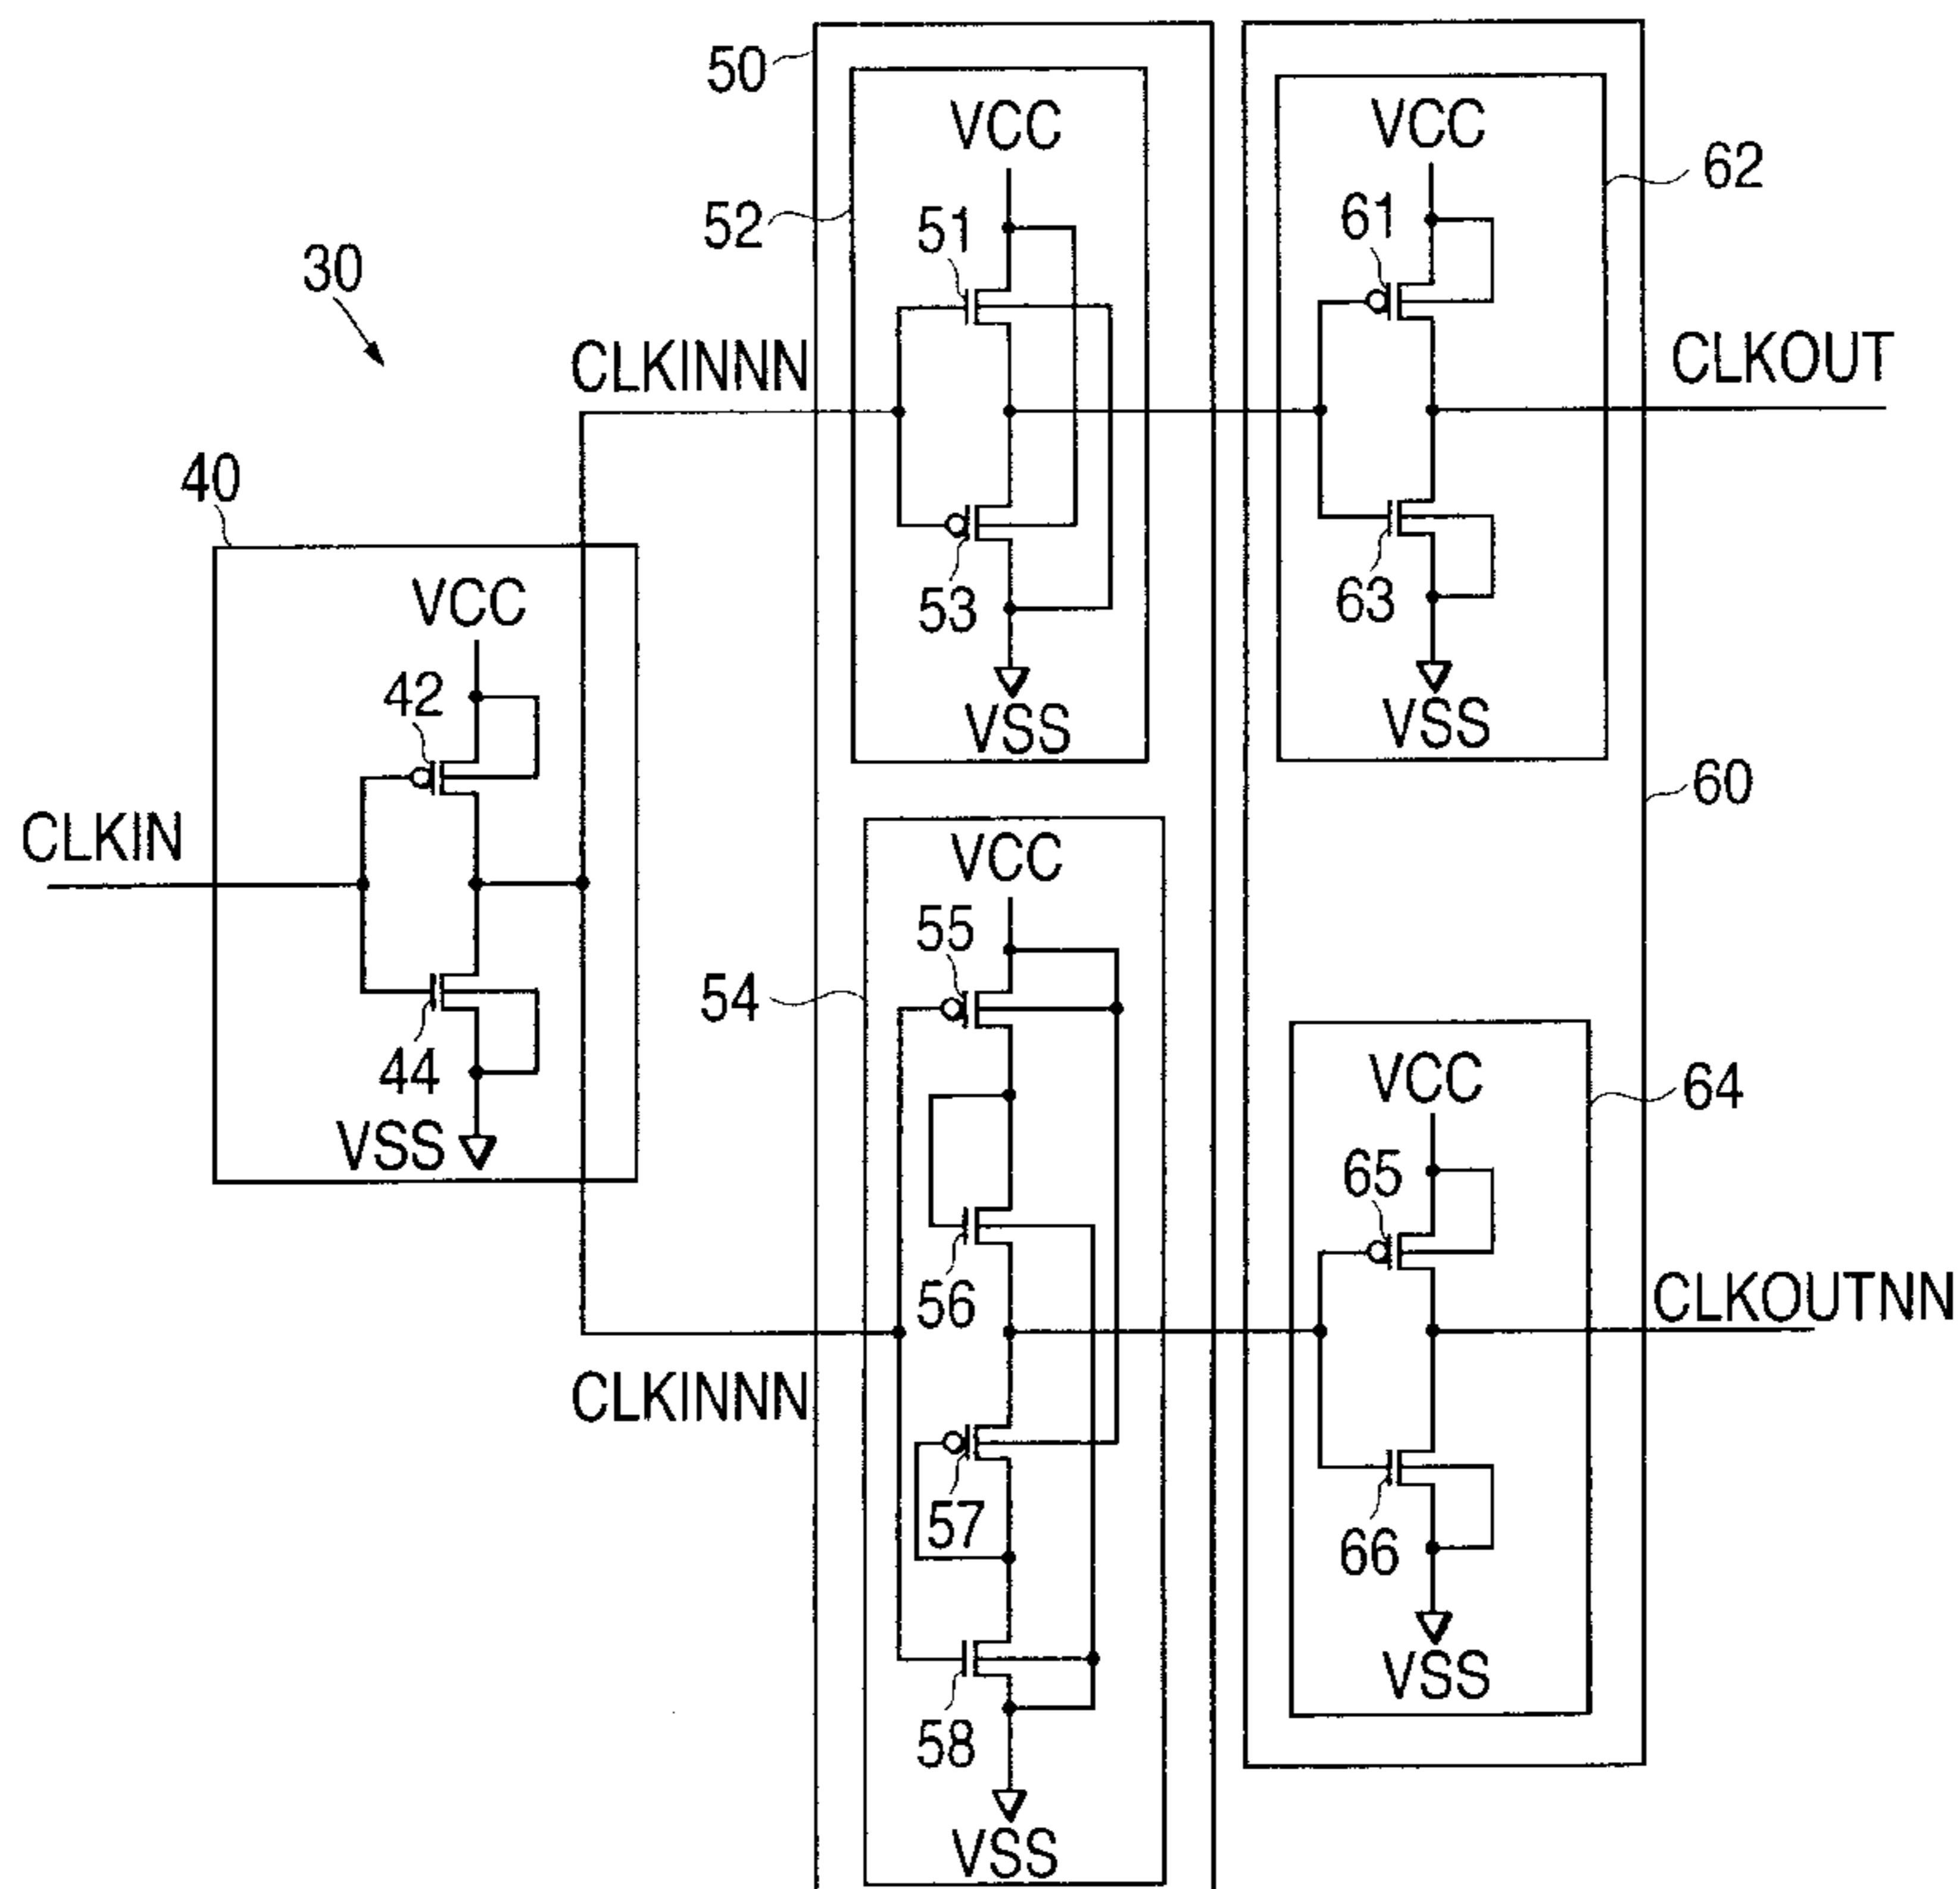 50
VCC
VCC
62
52
51
61
30
CLKINNN
CLKOUT
40
53
63
VCC
VSS
VSS
42
60
CLKIN
VCC
55
54
44
VCC
64
VSS
65
56
CLKOUTNN
CLKINNN
57
66
VSS
58
VSS